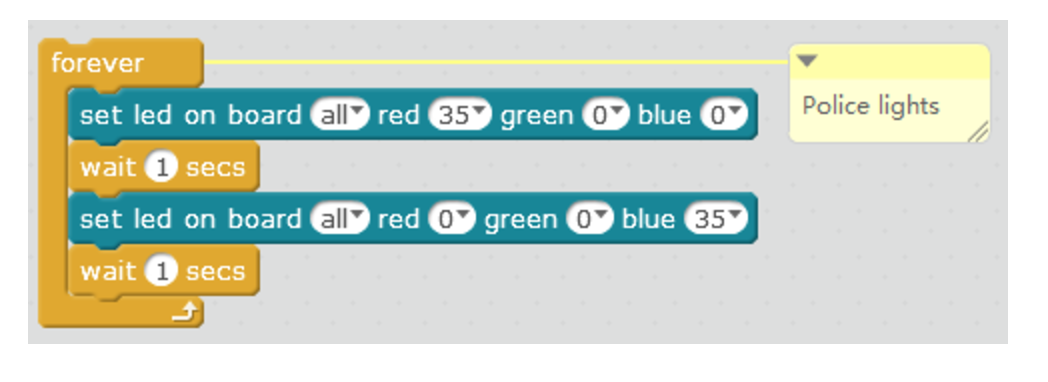 forever
Police lights
set led on board all red 35 green 0 blue 0
wait 1 secs
set led on board all red 0 green 0 blue 35
wait 1 secs